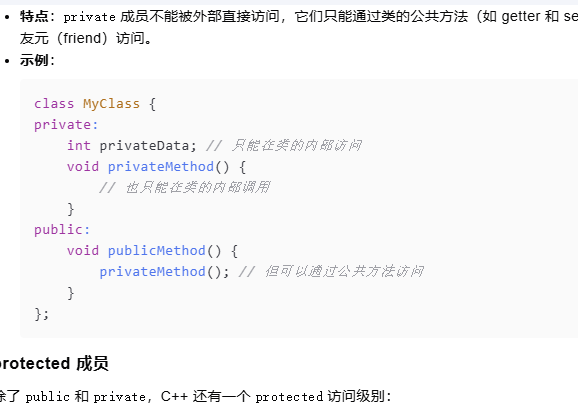 • 特点：private 成员不能被外部直接访问，它们只能通过类的公共方法（如 getter 和 se
友元（friend）访问。
• 示例：
class MyClass {
private:
    int privateData; // 只能在类的内部访问
    void privateMethod() {
        // 也只能在类的内部调用
    }
public:
    void publicMethod() {
        privateMethod(); // 但可以通过公共方法访问
    }
};
protected 成员
除了 public 和 private，C++ 还有一个 protected 访问级别：